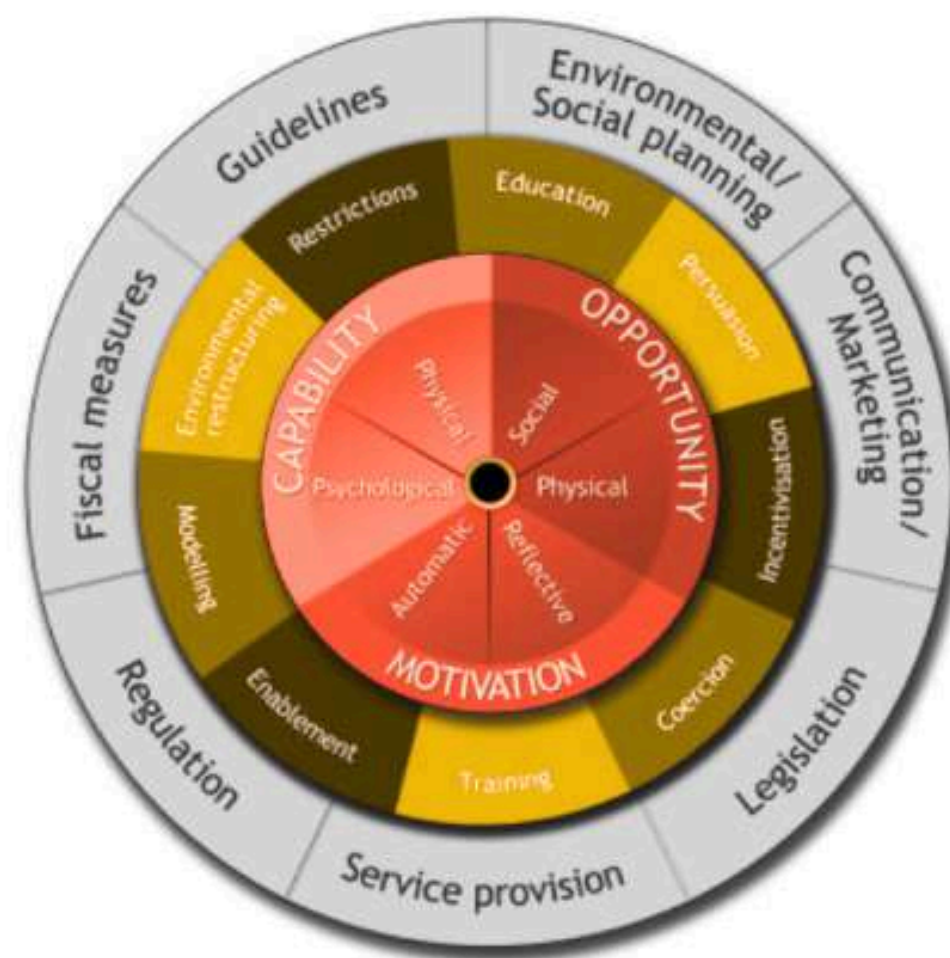 Guidelines
Environmental/
Social planning
Communication/
Marketing
Legislation
Service provision
Regulation
Fiscal measures
Restrictions
Education
Persuasion
Incentivisation
Coercion
Training
Enablement
Modelling
Environmental
restructuring
CAPABILITY
OPPORTUNITY
MOTIVATION
Physical
Social
Physical
Reflective
Automatic
Psychological